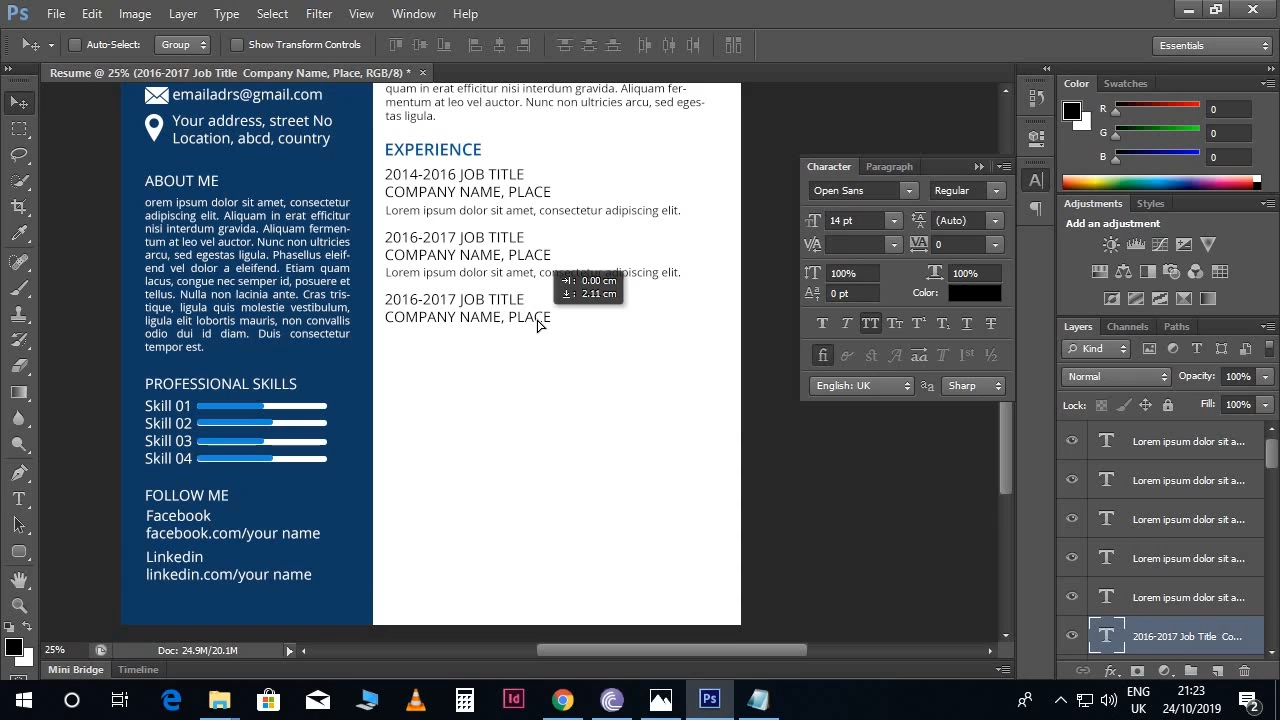 Ps File Edit Image Layer Type Select Filter View Window Help
Auto-Select: Group Show Transform Controls Essentials
Resume @ 25% (2016-2017 Job Title Company Name, Place, RGB/8) * ×
emailadrs@gmail.com
Your address, street No
Location, abcd, country
ABOUT ME
orem ipsum dolor sit amet, consectetur
adipiscing elit. Aliquam in erat efficitur
nisi interdum gravida. Aliquam fermen-
tum at leo vel auctor. Nunc non ultricies
arcu, sed egestas ligula. Phasellus eleif-
end vel dolor a eleifend. Etiam quam
lacus, congue nec semper id, posuere et
tellus. Nulla non lacinia ante. Cras tris-
tique, ligula quis molestie vestibulum,
ligula elit lobortis mauris, non convallis
odio dui id diam. Duis consectetur
tempor est.
PROFESSIONAL SKILLS
Skill 01
Skill 02
Skill 03
Skill 04
FOLLOW ME
Facebook
facebook.com/your name
Linkedin
linkedin.com/your name
quam in erat efficitur nisi interdum gravida. Aliquam fer-
mentum at leo vel auctor. Nunc non ultricies arcu, sed eges-
tas ligula.
EXPERIENCE
2014-2016 JOB TITLE
COMPANY NAME, PLACE
Lorem ipsum dolor sit amet, consectetur adipiscing elit.
2016-2017 JOB TITLE
COMPANY NAME, PLACE
Lorem ipsum dolor sit amet, consectetur adipiscing elit.
0.00 cm
2.11 cm
2016-2017 JOB TITLE
COMPANY NAME, PLACE
Character Paragraph
Open Sans Regular
14 pt (Auto)
0
100% 100%
0 pt Color:
English: UK Sharp
Color Swatches
R 0
G 0
B 0
Adjustments Styles
Add an adjustment
Layers Channels Paths
Kind
Normal Opacity: 100%
Lock: Fill: 100%
Lorem ipsum dolor sit a...
Lorem ipsum dolor sit a...
Lorem ipsum dolor sit a...
Lorem ipsum dolor sit a...
Lorem ipsum dolor sit a...
2016-2017 Job Title Co...
25% Doc: 24.9M/20.1M
Mini Bridge Timeline
ENG 21:23
UK 24/10/2019
2